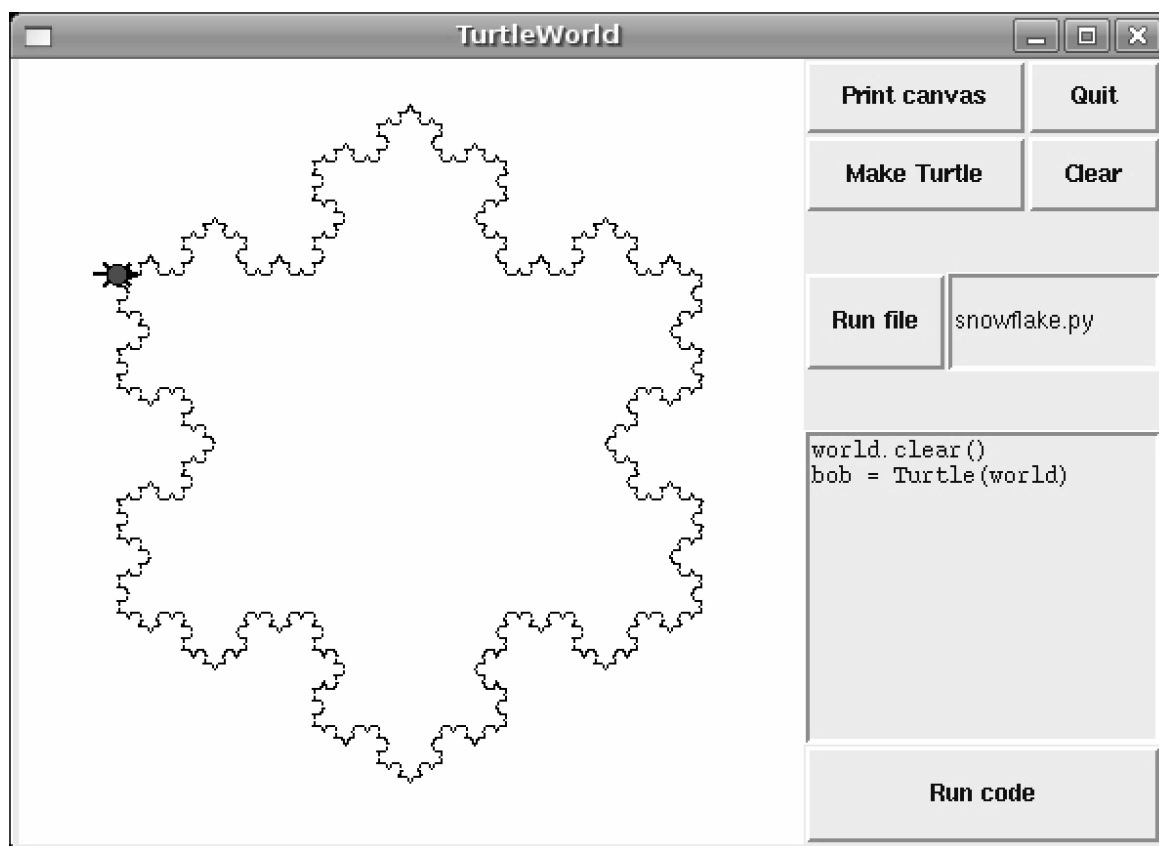 TurtleWorld
Print canvas
Quit
Make Turtle
Clear
Run file
snowflake.py
world.clear()
bob = Turtle(world)
Run code